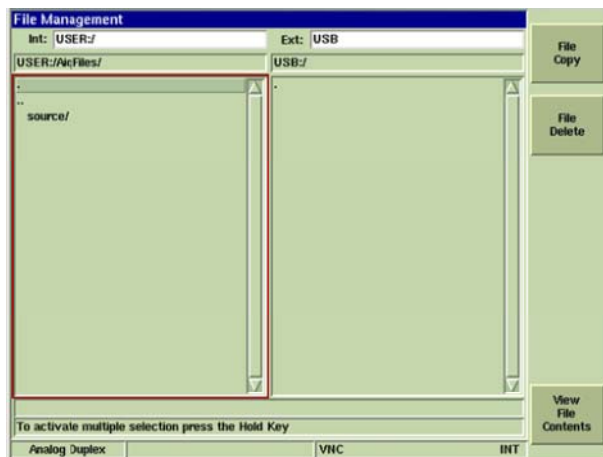 File Management
Int: USER:/
Ext: USB
USER:/AiqFiles/
USB:/
.
..
source/
.
To activate multiple selection press the Hold Key
Analog Duplex
VNC
INT
File
Copy
File
Delete
View
File
Contents